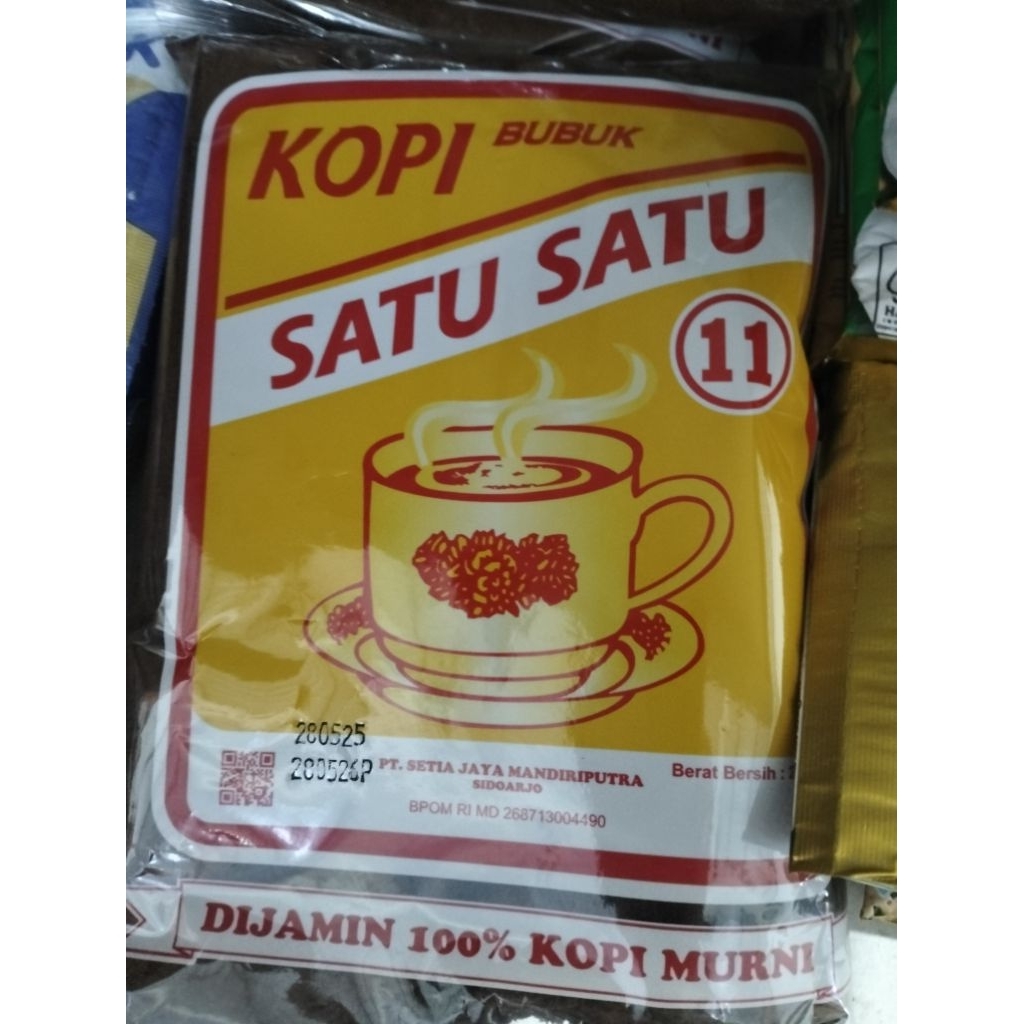 KOPI BUBUK
SATU SATU
11
280525
280526P
PT. SETIA JAYA MANDIRIPUTRA
SIDOARJO
Berat Bersih :
BPOM RI MD 268713004490
DIJAMIN 100% KOPI MURNI